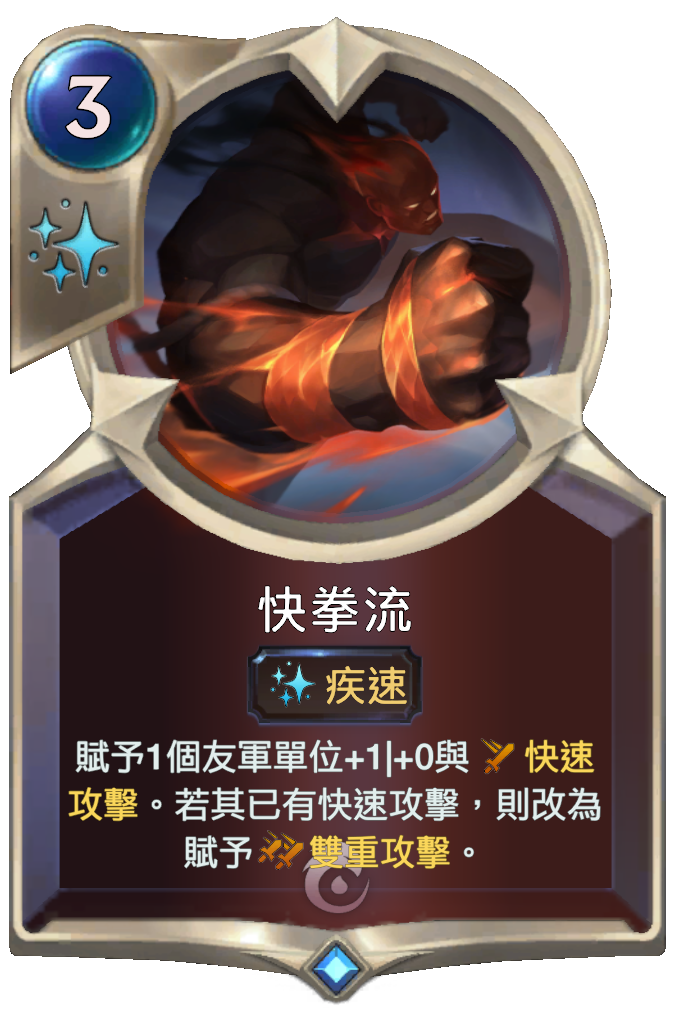 3
快拳流
疾速
賦予1個友軍單位+1|+0與 快速
攻擊。若其已有快速攻擊，則改為
賦予 雙重攻擊。